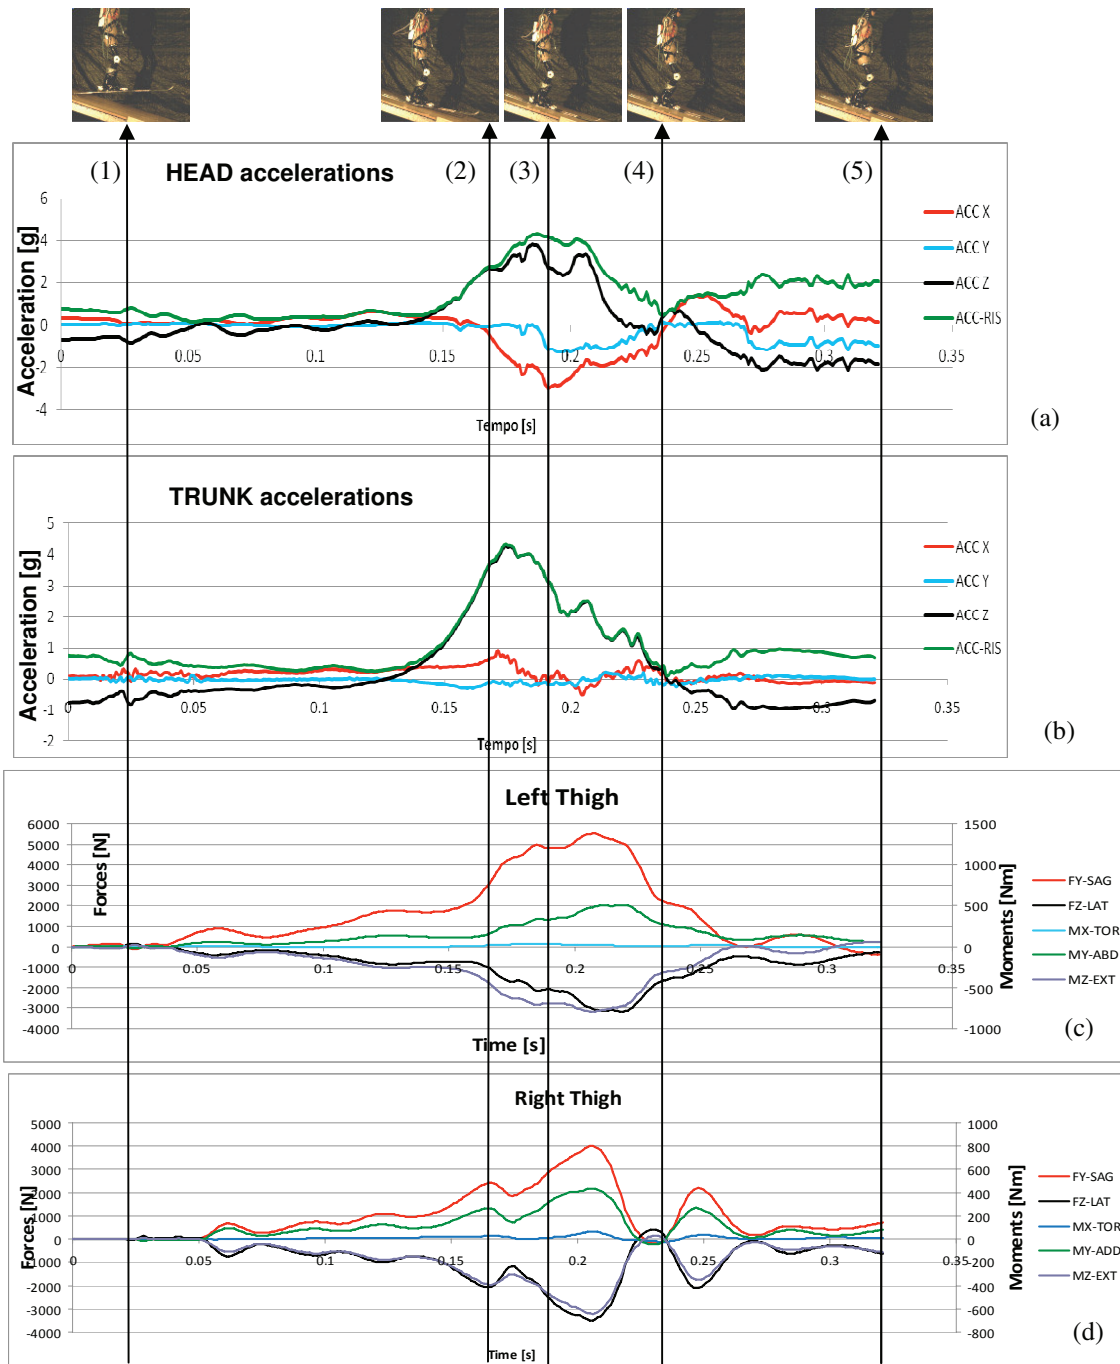 (1) (2) (3) (4) (5)
HEAD accelerations
Acceleration [g]
6
4
2
0
-2
-4
0 0.05 0.1 0.15 0.2 0.25 0.3 0.35
Tempo [s]
ACC X
ACC Y
ACC Z
ACC-RIS
(a)
TRUNK accelerations
Acceleration [g]
5
4
3
2
1
0
-1
-2
0 0.05 0.1 0.15 0.2 0.25 0.3 0.35
Tempo [s]
ACC X
ACC Y
ACC Z
ACC-RIS
(b)
Left Thigh
Forces [N]
6000
5000
4000
3000
2000
1000
0
-1000
-2000
-3000
-4000
0 0.05 0.1 0.15 0.2 0.25 0.3 0.35
Time [s]
1500
1000
500
0
-500
-1000
Moments [Nm]
FY-SAG
FZ-LAT
MX-TOR
MY-ABD
MZ-EXT
(c)
Right Thigh
Forces [N]
5000
4000
3000
2000
1000
0
-1000
-2000
-3000
-4000
0 0.05 0.1 0.15 0.2 0.25 0.3 0.35
Time [s]
1000
800
600
400
200
0
-200
-400
-600
-800
Moments [Nm]
FY-SAG
FZ-LAT
MX-TOR
MY-ADD
MZ-EXT
(d)